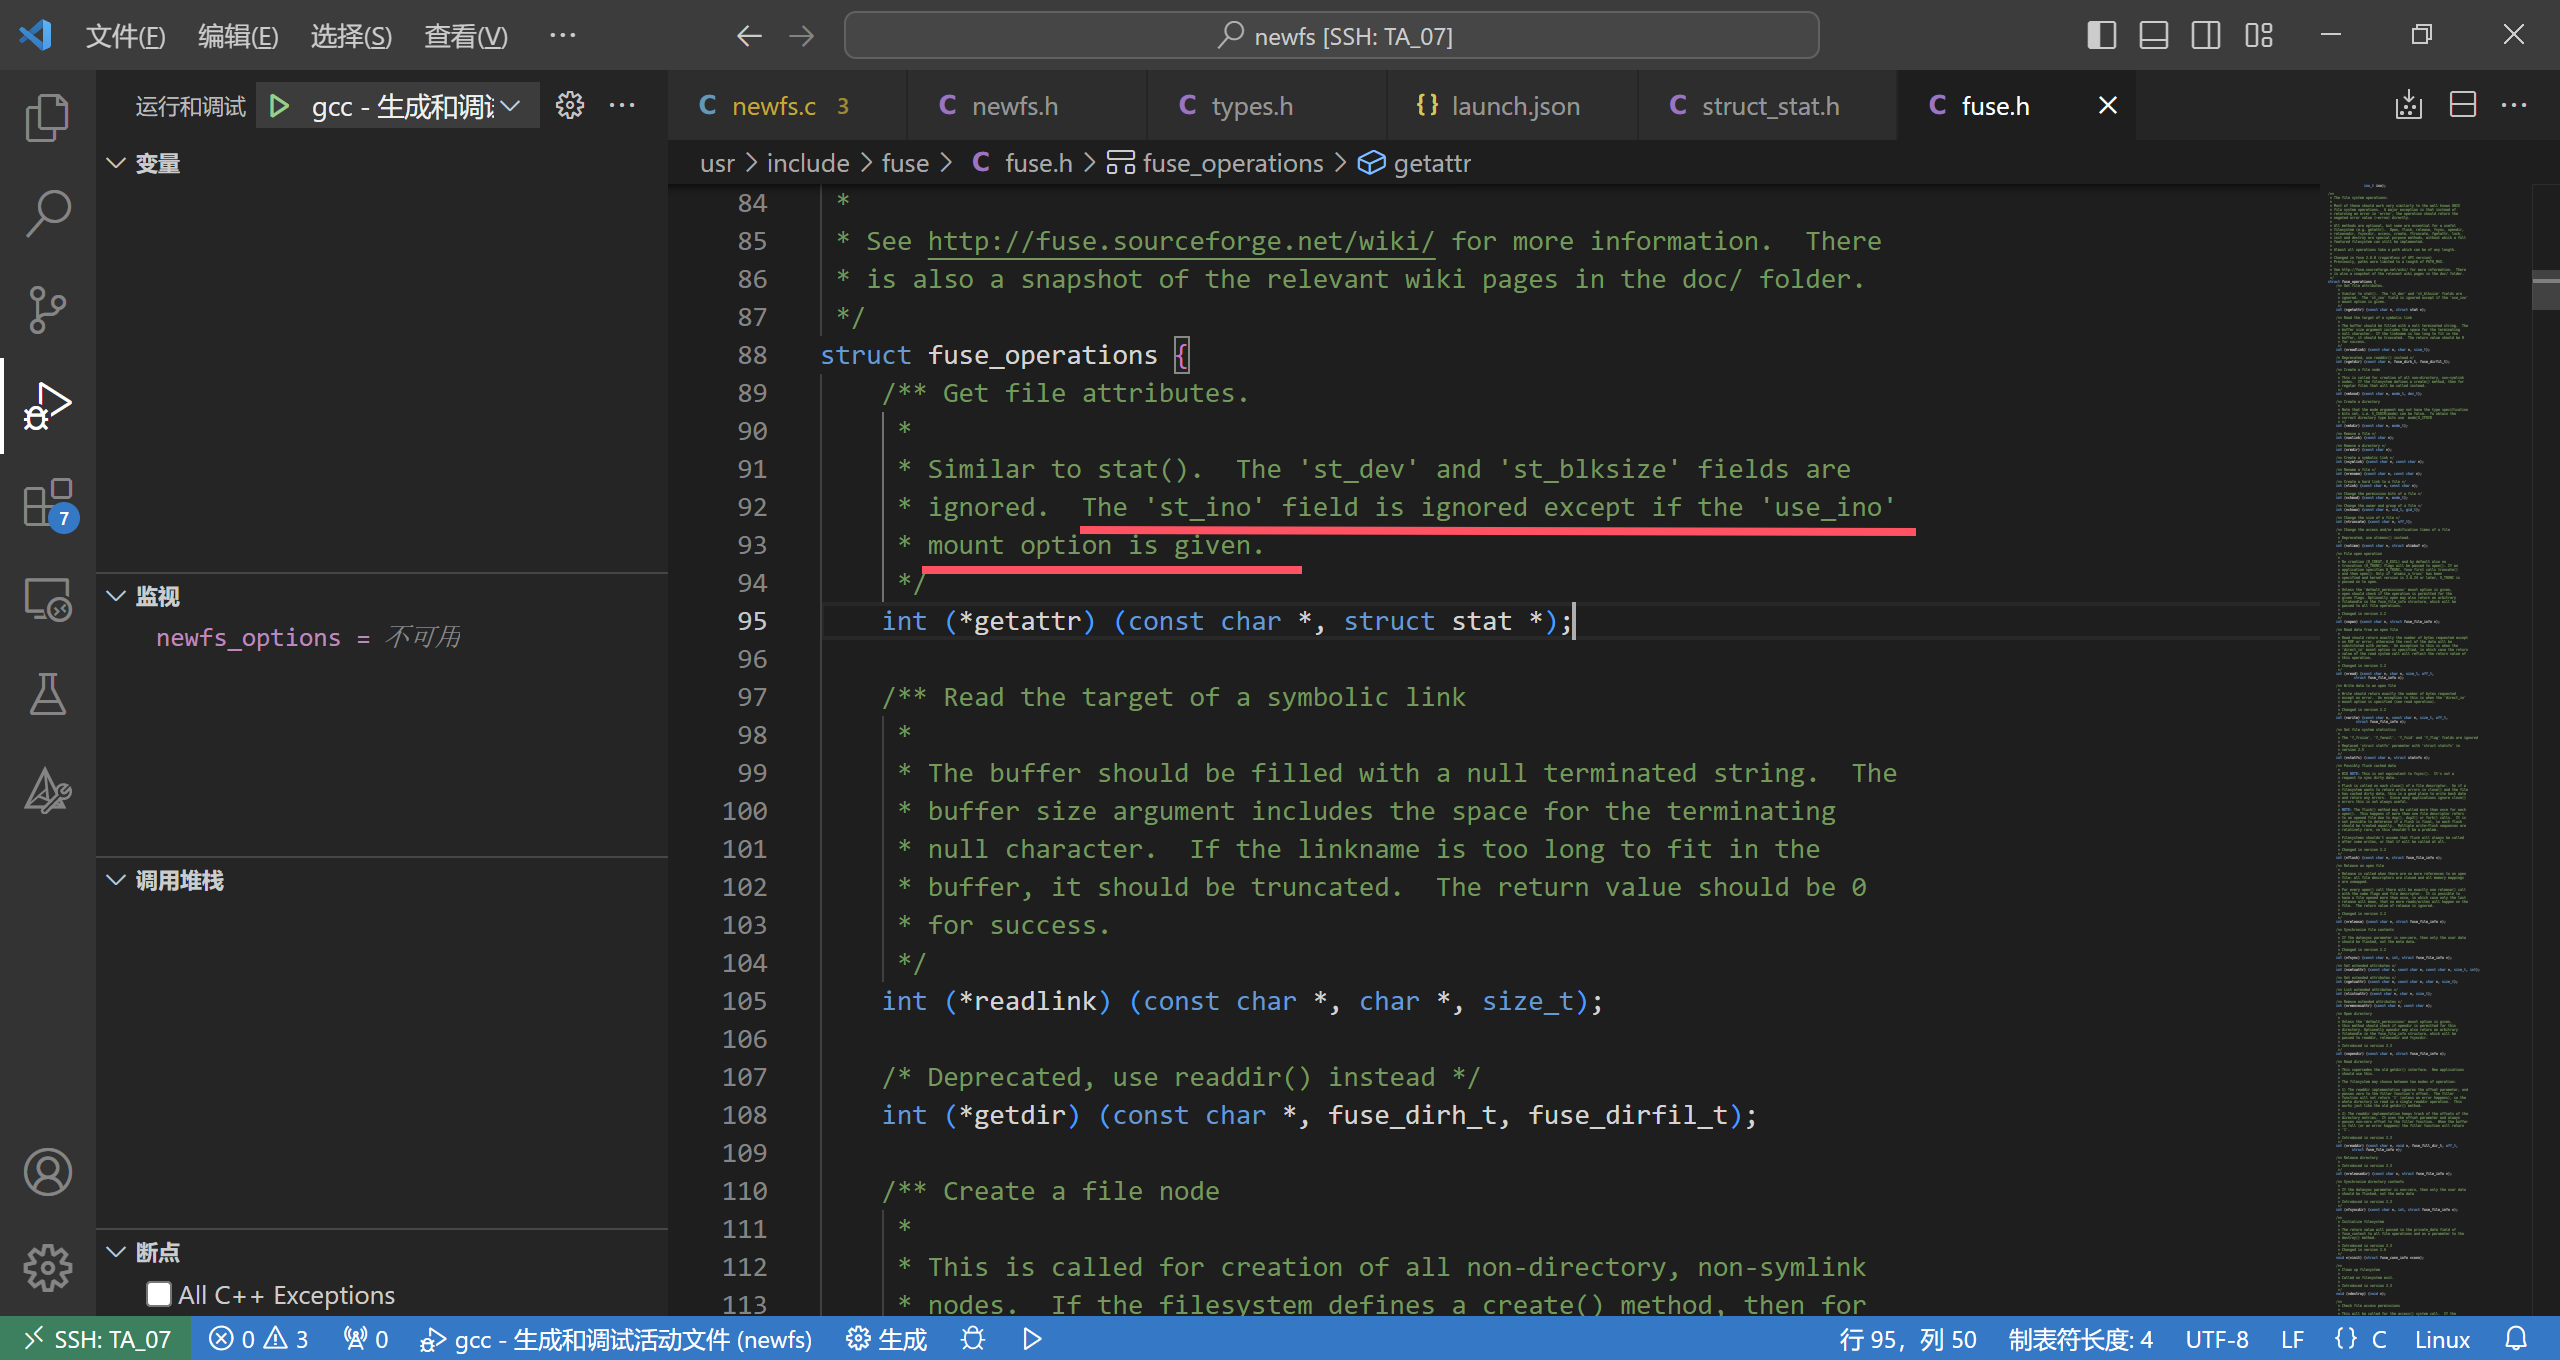 文件(F) 编辑(E) 选择(S) 查看(V) ···
newfs [SSH: TA_07]
运行和调试
gcc - 生成和调
newfs.c 3
newfs.h
types.h
{} launch.json
struct_stat.h
C fuse.h
usr > include > fuse > C fuse.h > fuse_operations > getattr
变量
7
监视
newfs_options = 不可用
调用堆栈
断点
All C++ Exceptions
84 *
85 * See http://fuse.sourceforge.net/wiki/ for more information.  There
86 * is also a snapshot of the relevant wiki pages in the doc/ folder.
87 */
88 struct fuse_operations {
89 /** Get file attributes.
90 *
91 * Similar to stat().  The 'st_dev' and 'st_blksize' fields are
92 * ignored.  The 'st_ino' field is ignored except if the 'use_ino'
93 * mount option is given.
94 */
95 int (*getattr) (const char *, struct stat *);
96
97 /** Read the target of a symbolic link
98 *
99 * The buffer should be filled with a null terminated string.  The
100 * buffer size argument includes the space for the terminating
101 * null character.  If the linkname is too long to fit in the
102 * buffer, it should be truncated.  The return value should be 0
103 * for success.
104 */
105 int (*readlink) (const char *, char *, size_t);
106
107 /* Deprecated, use readdir() instead */
108 int (*getdir) (const char *, fuse_dirh_t, fuse_dirfil_t);
109
110 /** Create a file node
111 *
112 * This is called for creation of all non-directory, non-symlink
113 * nodes.  If the filesystem defines a create() method, then for
SSH: TA_07 0 3 0 gcc - 生成和调试活动文件 (newfs) 生成
行 95，列 50 制表符长度: 4 UTF-8 LF {} C Linux